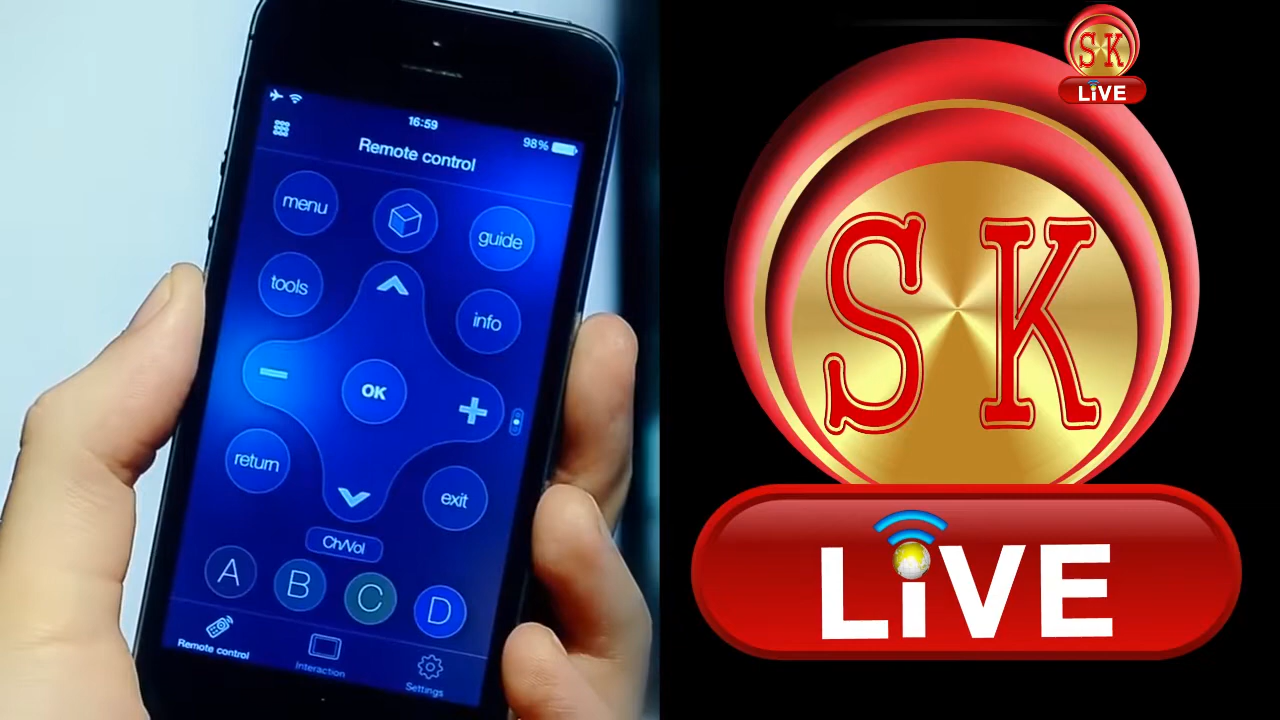 16:59
98%
Remote control
menu
guide
tools
info
OK
return
exit
Ch/Vol
A B C D
Remote control
Interaction
Settings
SK
LiVE
SK
LiVE